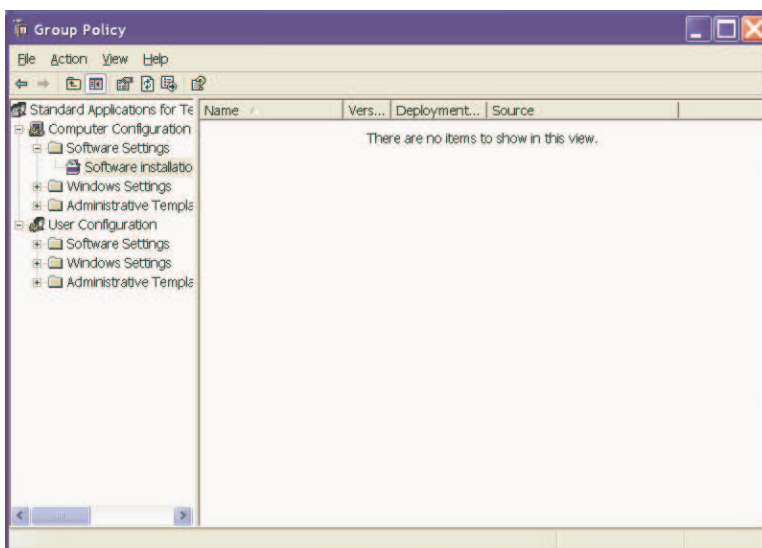 Group Policy
File Action View Help
Standard Applications for Te
Name Vers... Deployment... Source
Computer Configuration
There are no items to show in this view.
Software Settings
Software installatio
Windows Settings
Administrative Templa
User Configuration
Software Settings
Windows Settings
Administrative Templa